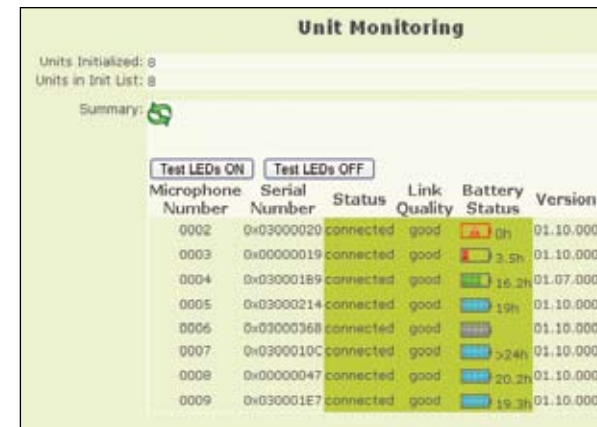 Unit Monitoring
Units Initialized: 8
Units in Init List: 8
Summary:
Test LEDs ON Test LEDs OFF
Microphone Number Serial Number Status Link Quality Battery Status Version
0002 0x03000020 connected good 0h 01.10.000
0003 0x00000019 connected good 3.5h 01.10.000
0004 0x030001B9 connected good 16.2h 01.07.000
0005 0x03000214 connected good 19h 01.10.000
0006 0x03000368 connected good 01.10.000
0007 0x0300010C connected good >24h 01.10.000
0008 0x00000047 connected good 20.2h 01.10.000
0009 0x030001E7 connected good 19.3h 01.10.000